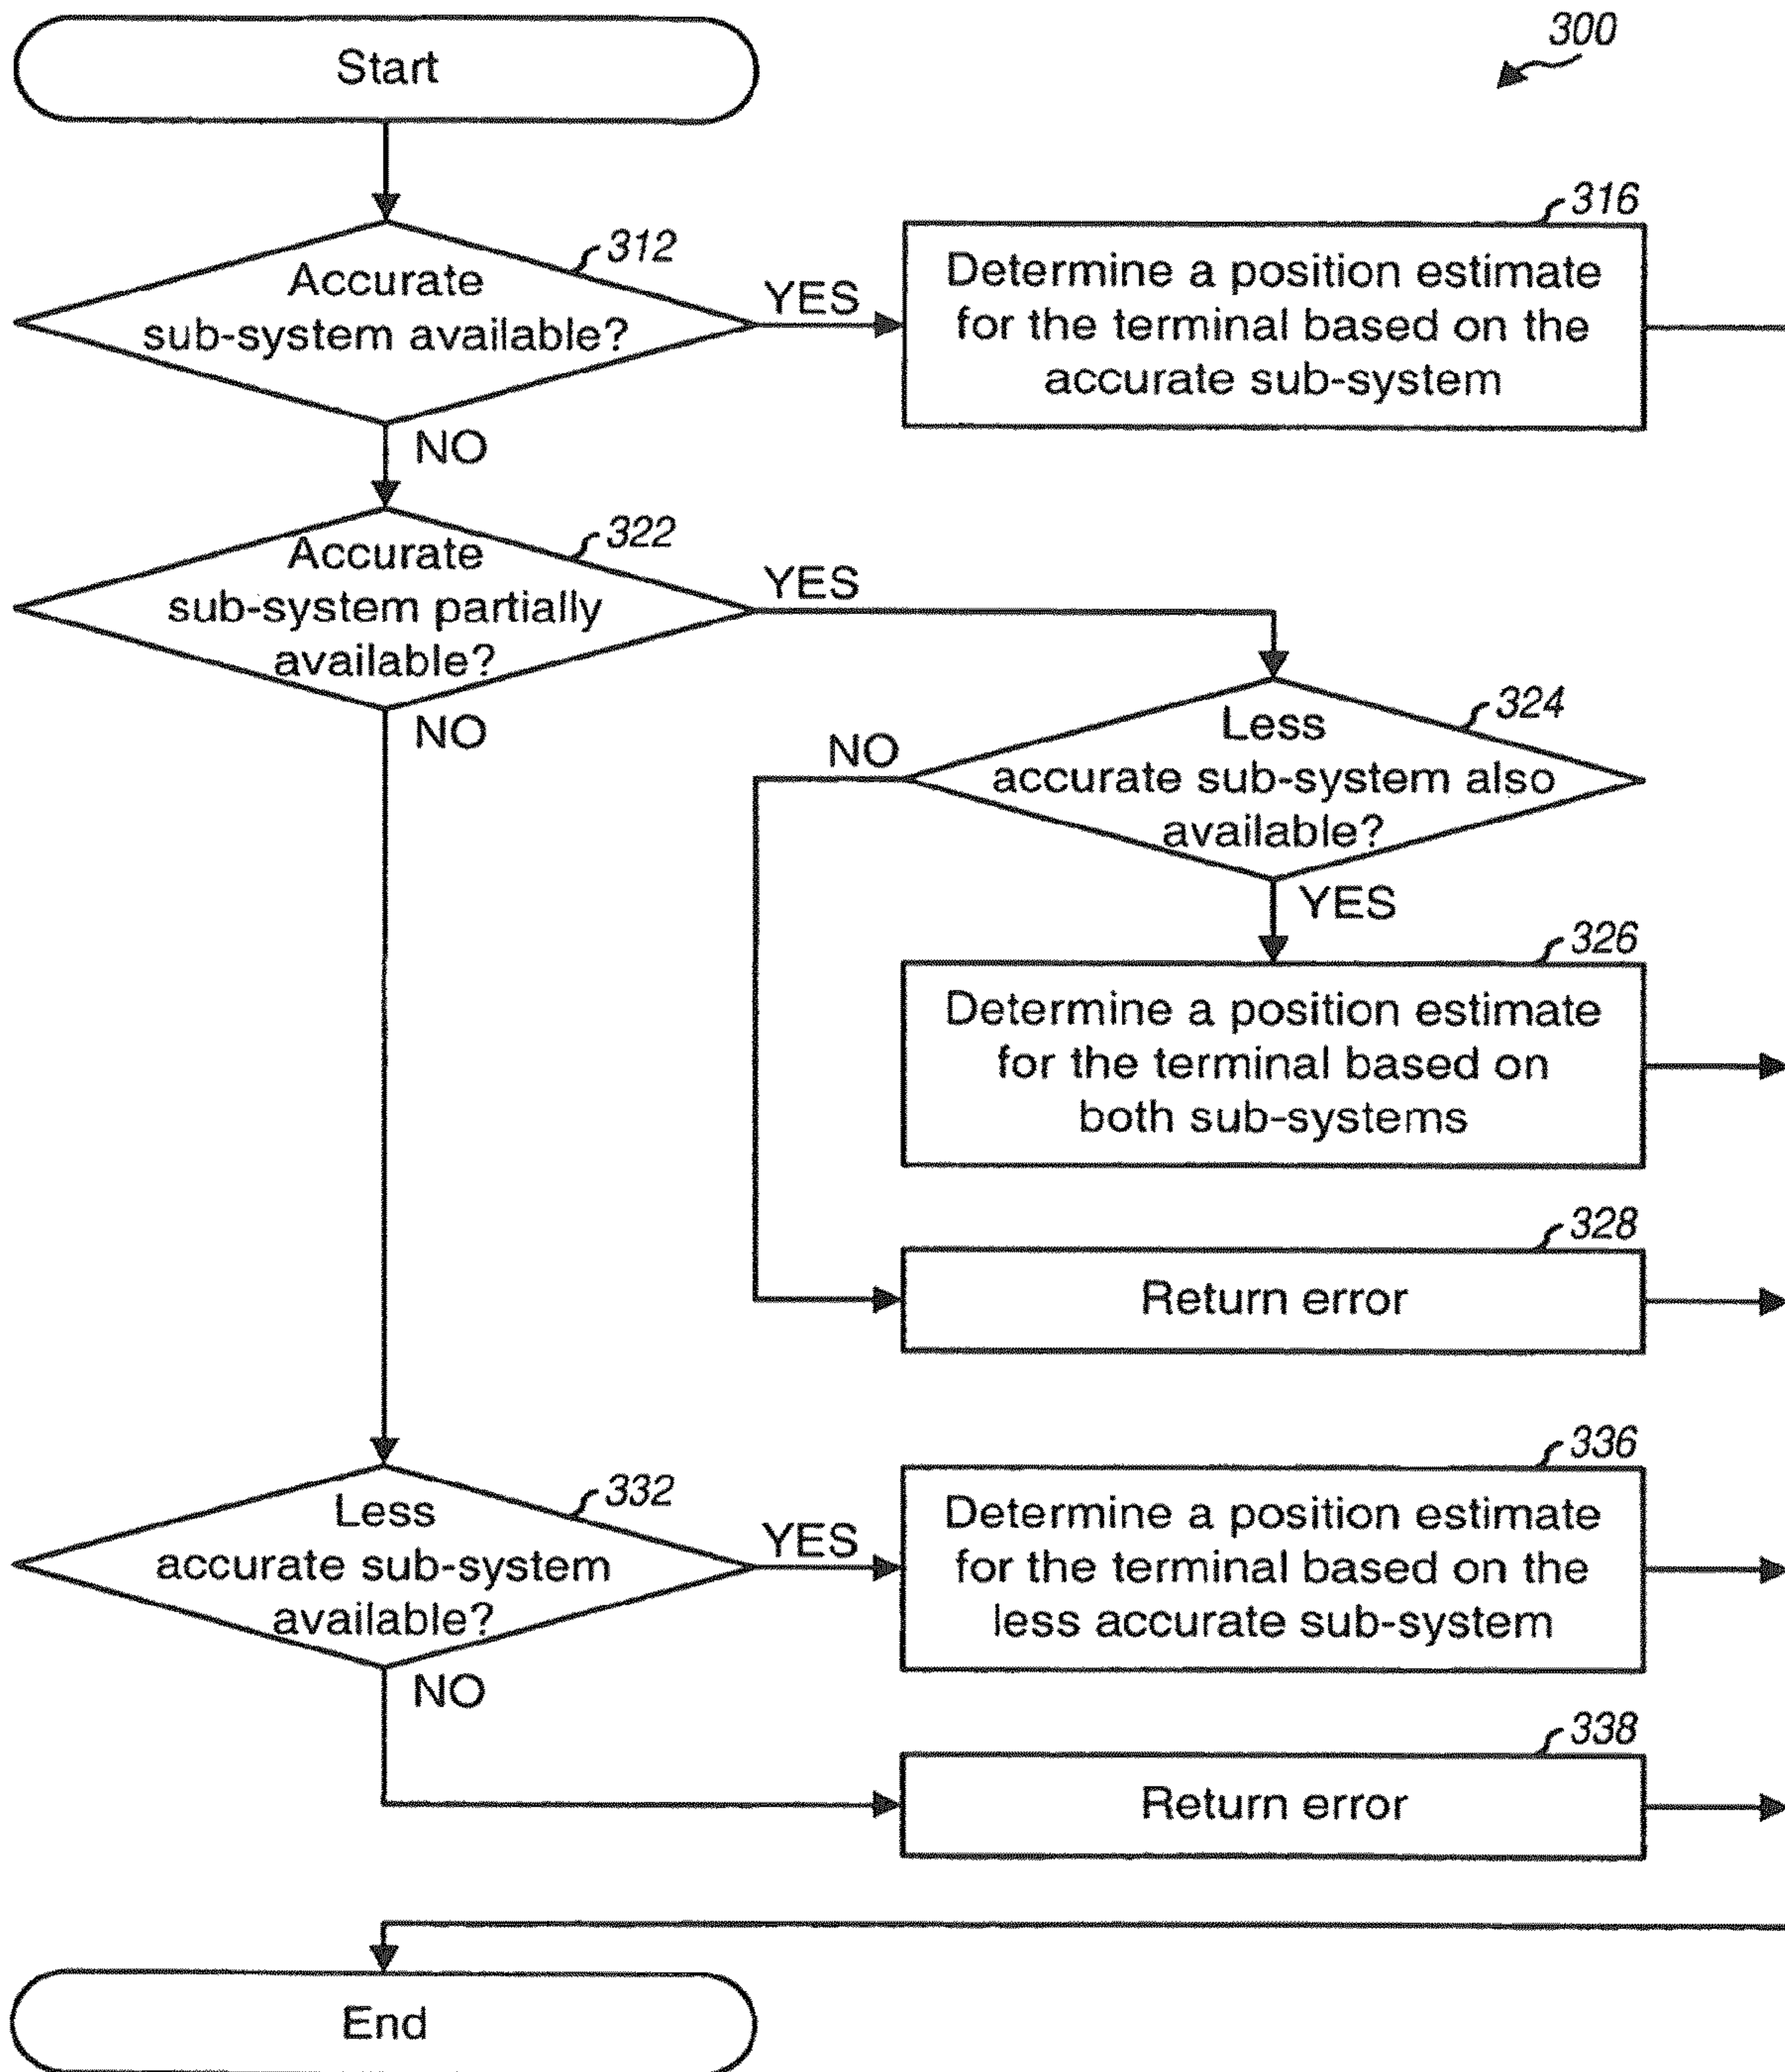 300
Start
312
Accurate
sub-system available?
YES
NO
316
Determine a position estimate
for the terminal based on the
accurate sub-system
322
Accurate
sub-system partially
available?
YES
NO
324
Less
accurate sub-system also
available?
NO
YES
326
Determine a position estimate
for the terminal based on
both sub-systems
328
Return error
332
Less
accurate sub-system
available?
YES
NO
336
Determine a position estimate
for the terminal based on the
less accurate sub-system
338
Return error
End